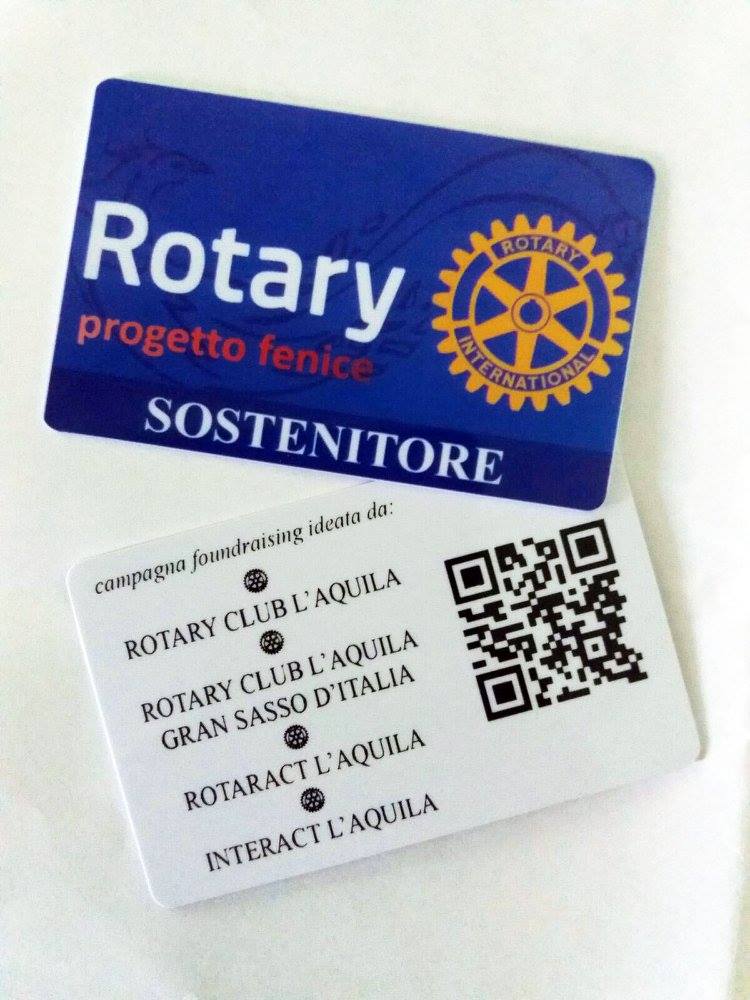 Rotary
progetto fenice
SOSTENITORE
ROTARY
INTERNATIONAL
campagna foundraising ideata da:
ROTARY CLUB L'AQUILA
ROTARY CLUB L'AQUILA
GRAN SASSO D'ITALIA
ROTARACT L'AQUILA
INTERACT L'AQUILA